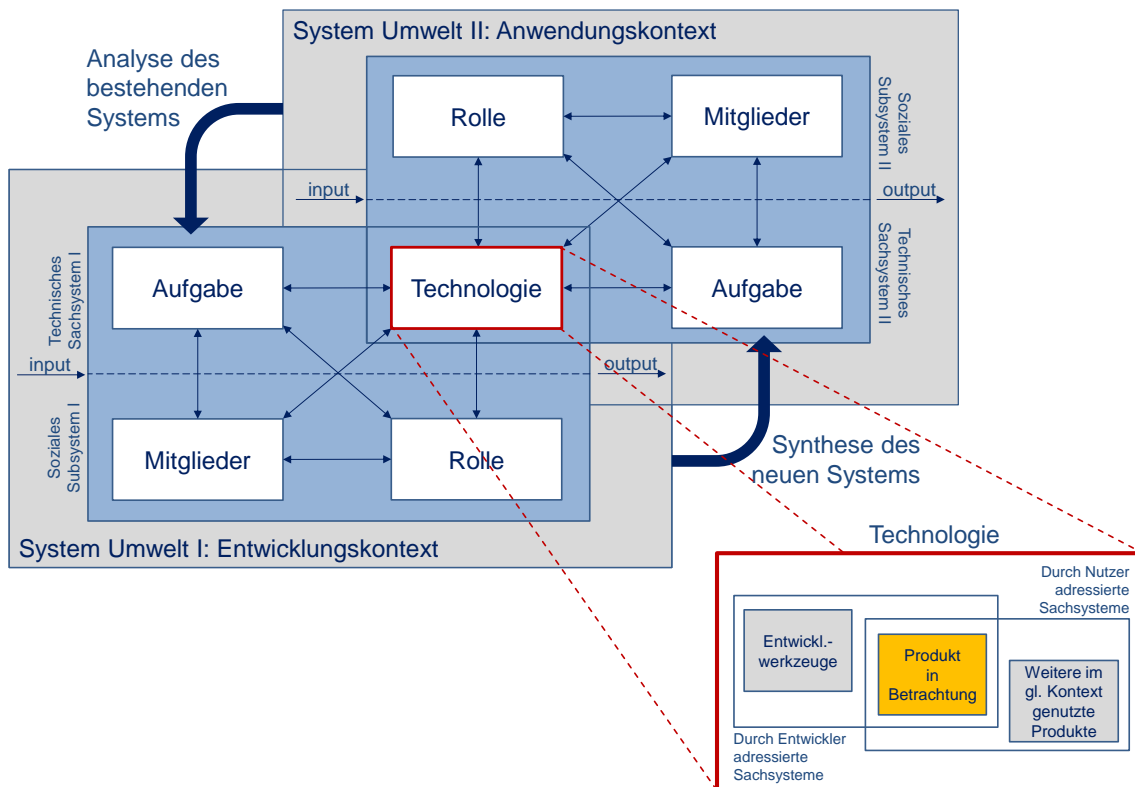 System Umwelt II: Anwendungskontext
Analyse des
bestehenden
Systems
Rolle
Mitglieder
Soziales
Subsystem II
input
output
Technisches
Sachsystem I
Aufgabe
Technologie
Aufgabe
Technisches
Sachsystem II
input
output
Soziales
Subsystem I
Mitglieder
Rolle
Synthese des
neuen Systems
System Umwelt I: Entwicklungskontext
Technologie
Durch Nutzer
adressierte
Sachsysteme
Entwickl.-
werkzeuge
Produkt
in
Betrachtung
Weitere im
gl. Kontext
genutzte
Produkte
Durch Entwickler
adressierte
Sachsysteme